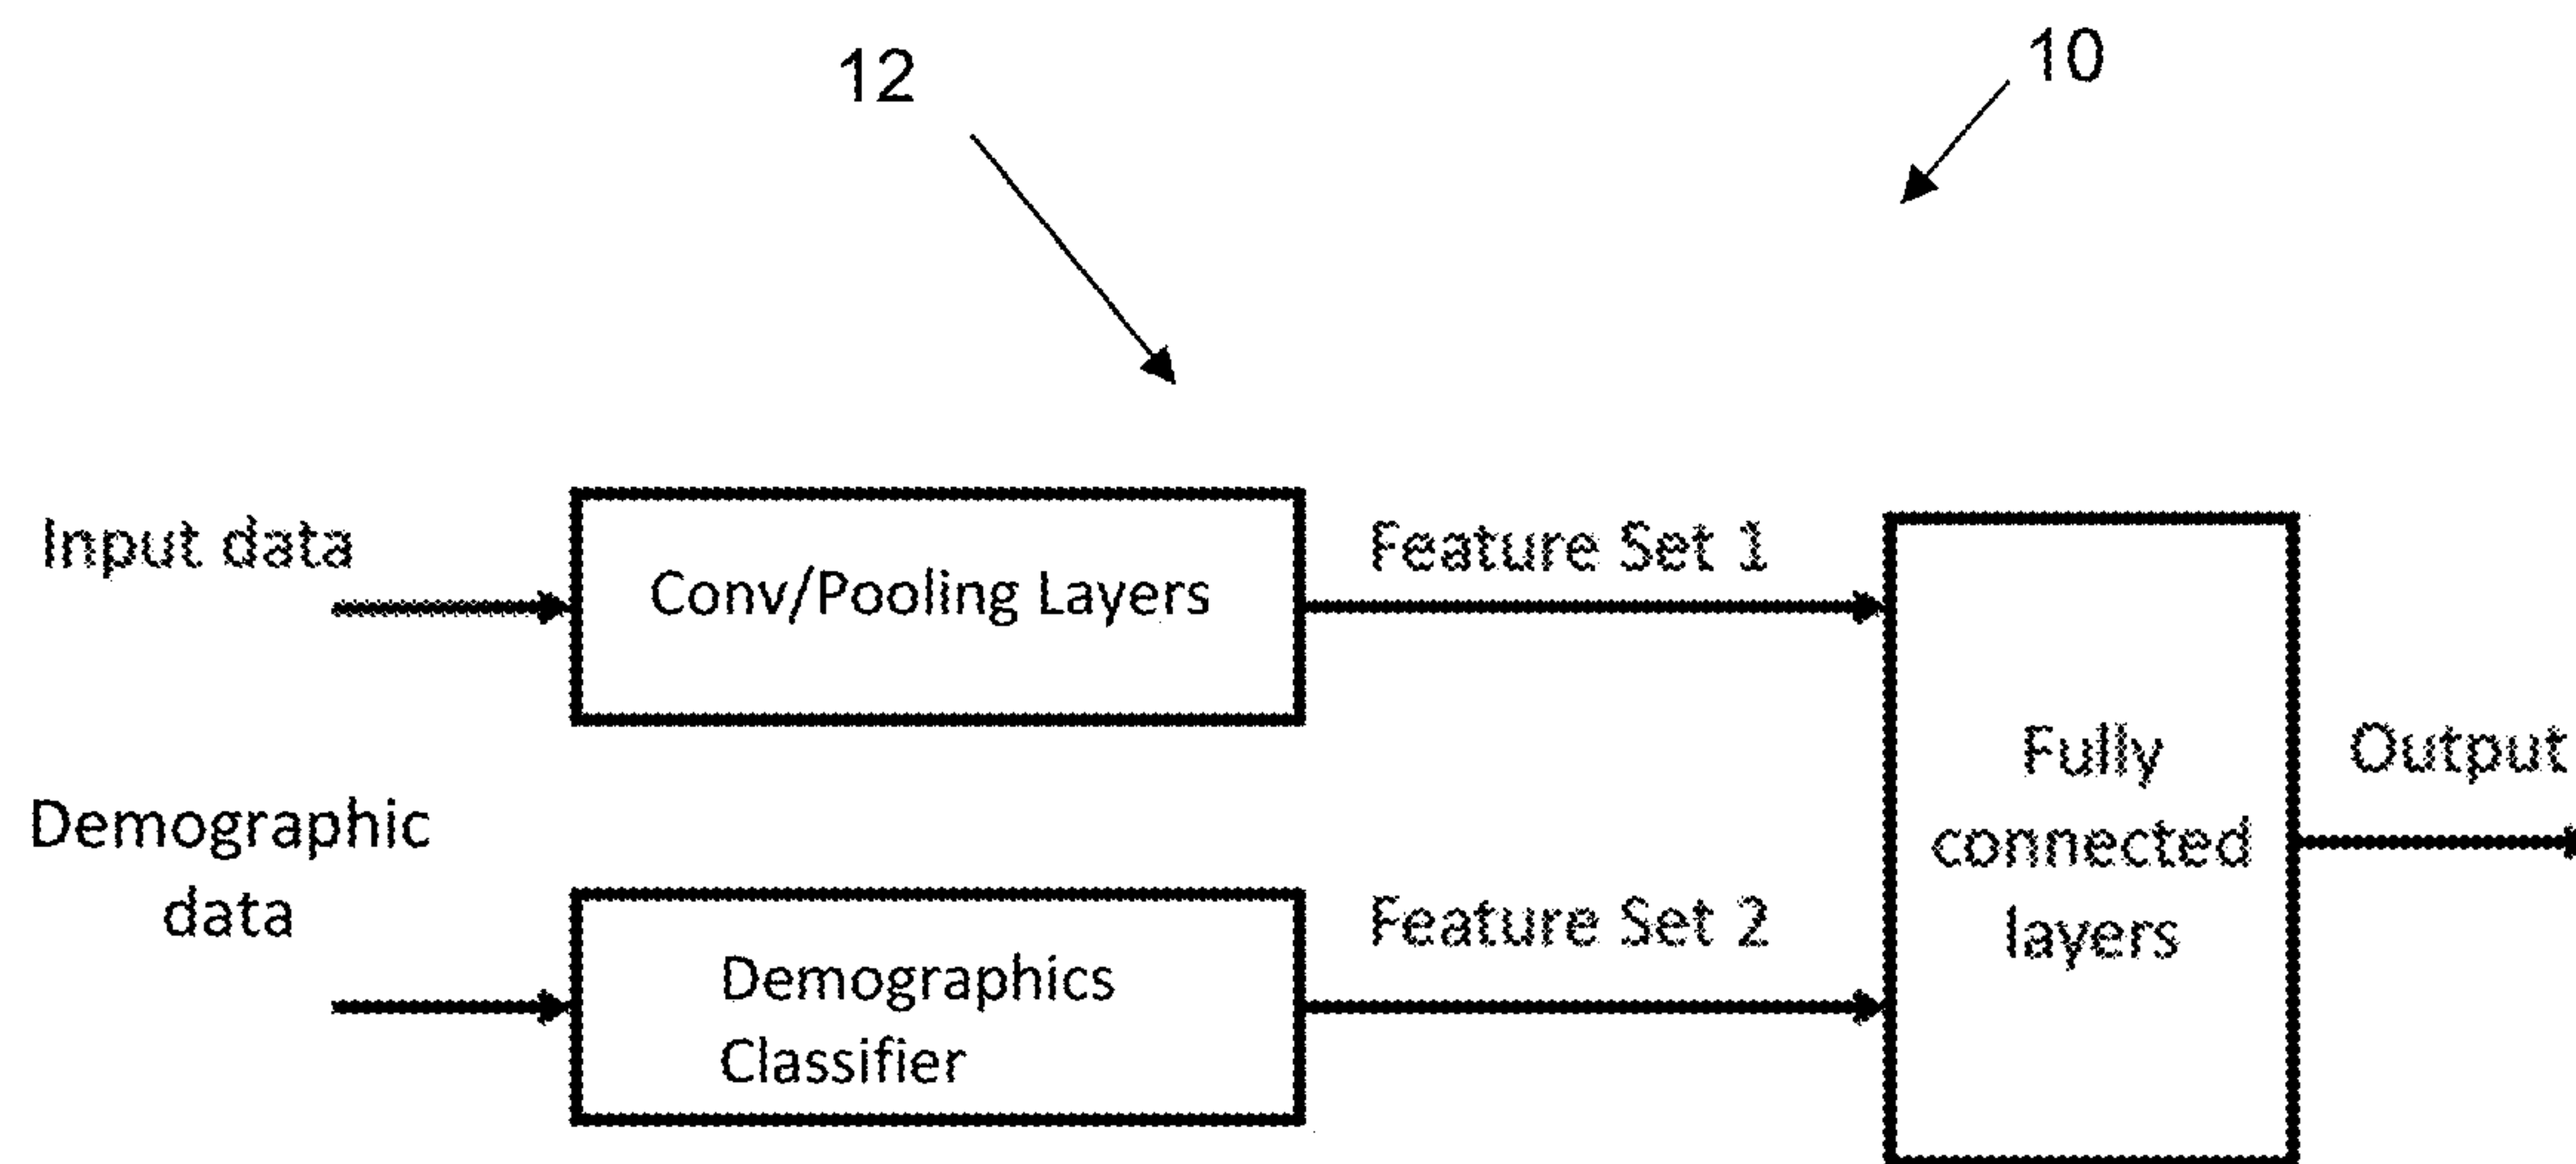 12
10
Input data
Conv/Pooling Layers
Feature Set 1
Demographic
data
Demographics
Classifier
Feature Set 2
Fully
connected
layers
Output